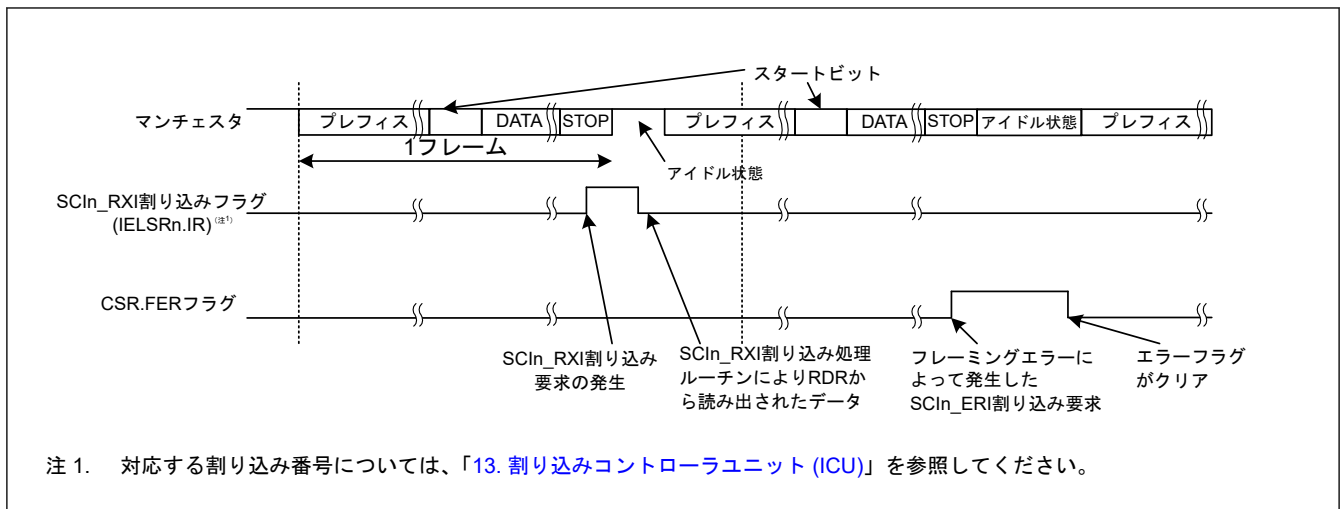 スタートビット
マンチェスタ
プレフィス
DATA
STOP
プレフィス
DATA
STOP
アイドル状態
プレフィス
1フレーム
アイドル状態
SCIn_RXI割り込みフラグ
(IELSRn.IR) (注1)
CSR.FERフラグ
SCIn_RXI割り込み
要求の発生
SCIn_RXI割り込み処理
ルーチンによりRDRか
ら読み出されたデータ
フレーミングエラーに
よって発生した
SCIn_ERI割り込み要求
エラーフラグ
がクリア
注 1. 対応する割り込み番号については、「13. 割り込みコントローラユニット (ICU)」を参照してください。